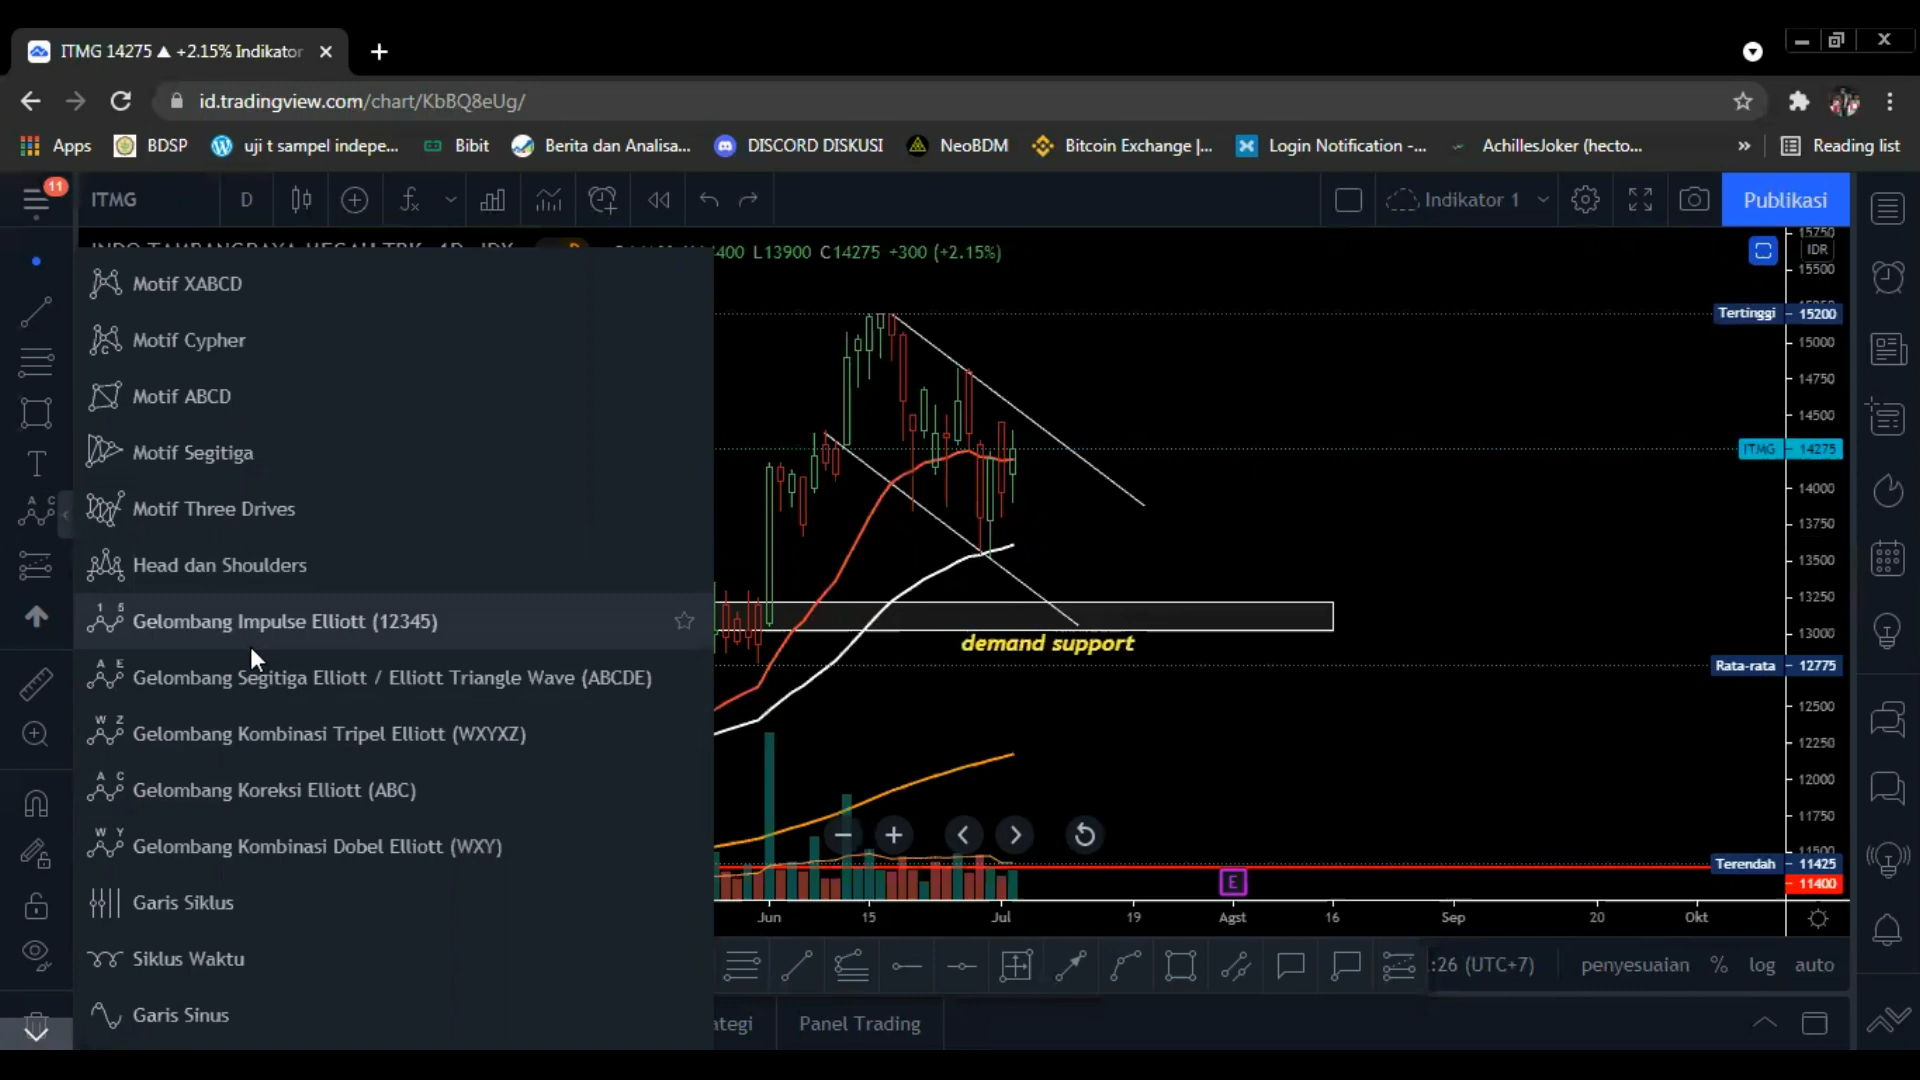 ITMG 14275 ▲ +2.15% Indikator
id.tradingview.com/chart/KbBQ8eUg/
Apps BDSP uji t sampel indepe... Bibit Berita dan Analisa... DISCORD DISKUSI NeoBDM Bitcoin Exchange |... Login Notification -... AchillesJoker (hecto... » Reading list
11
ITMG D Indikator 1 Publikasi
400 L13900 C14275 +300 (+2.15%)
IDR
15750
15500
Tertinggi 15200
15000
14750
14500
ITMG 14275
14000
13750
13500
13250
13000
Rata-rata 12775
12500
12250
12000
11750
11500
Terendah 11425
11400
Motif XABCD
Motif Cypher
Motif ABCD
Motif Segitiga
Motif Three Drives
Head dan Shoulders
1 5
Gelombang Impulse Elliott (12345)
A E
Gelombang Segitiga Elliott / Elliott Triangle Wave (ABCDE)
W Z
Gelombang Kombinasi Tripel Elliott (WXYXZ)
A C
Gelombang Koreksi Elliott (ABC)
W Y
Gelombang Kombinasi Dobel Elliott (WXY)
Garis Siklus
Siklus Waktu
Garis Sinus
demand support
E
Jun 15 Jul 19 Agst 16 Sep 20 Okt
:26 (UTC+7) penyesuaian % log auto
ategi Panel Trading